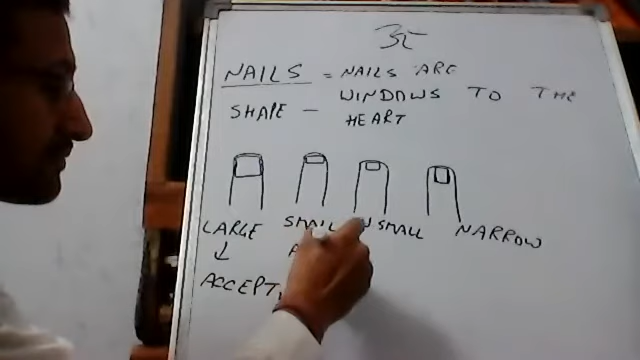 ૐ
NAILS = NAILS ARE
WINDOWS TO THE
SHAPE - HEART
LARGE SMALL V SMALL NARROW
↓ A
ACCEPT